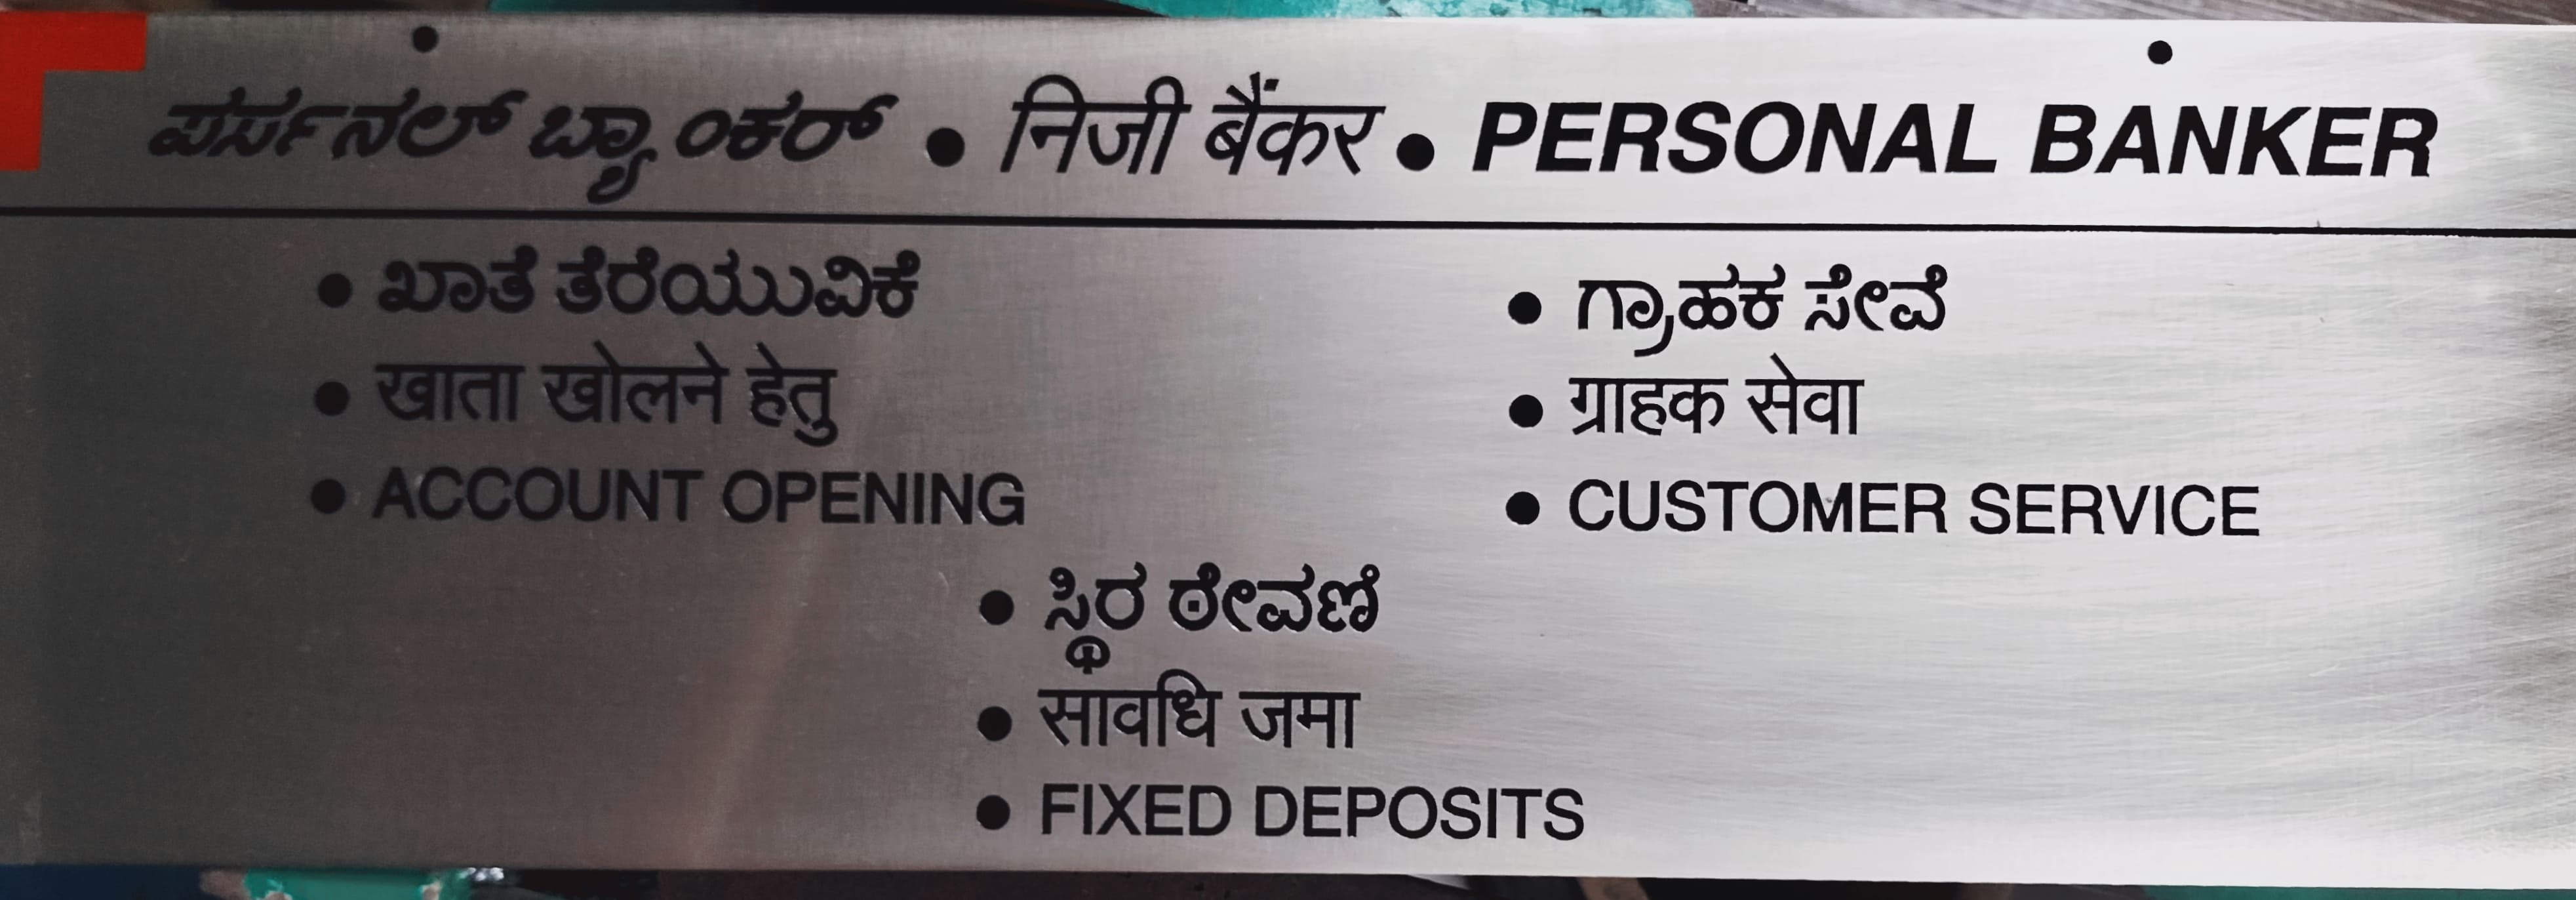 ಪರ್ಸನಲ್ ಬ್ಯಾಂಕರ್ • निजी बैंकर • PERSONAL BANKER
• ಖಾತೆ ತೆರೆಯುವಿಕೆ
• खाता खोलने हेतु
• ACCOUNT OPENING
• ಗ್ರಾಹಕ ಸೇವೆ
• ग्राहक सेवा
• CUSTOMER SERVICE
• ಸ್ಥಿರ ಠೇವಣಿ
• सावधि जमा
• FIXED DEPOSITS